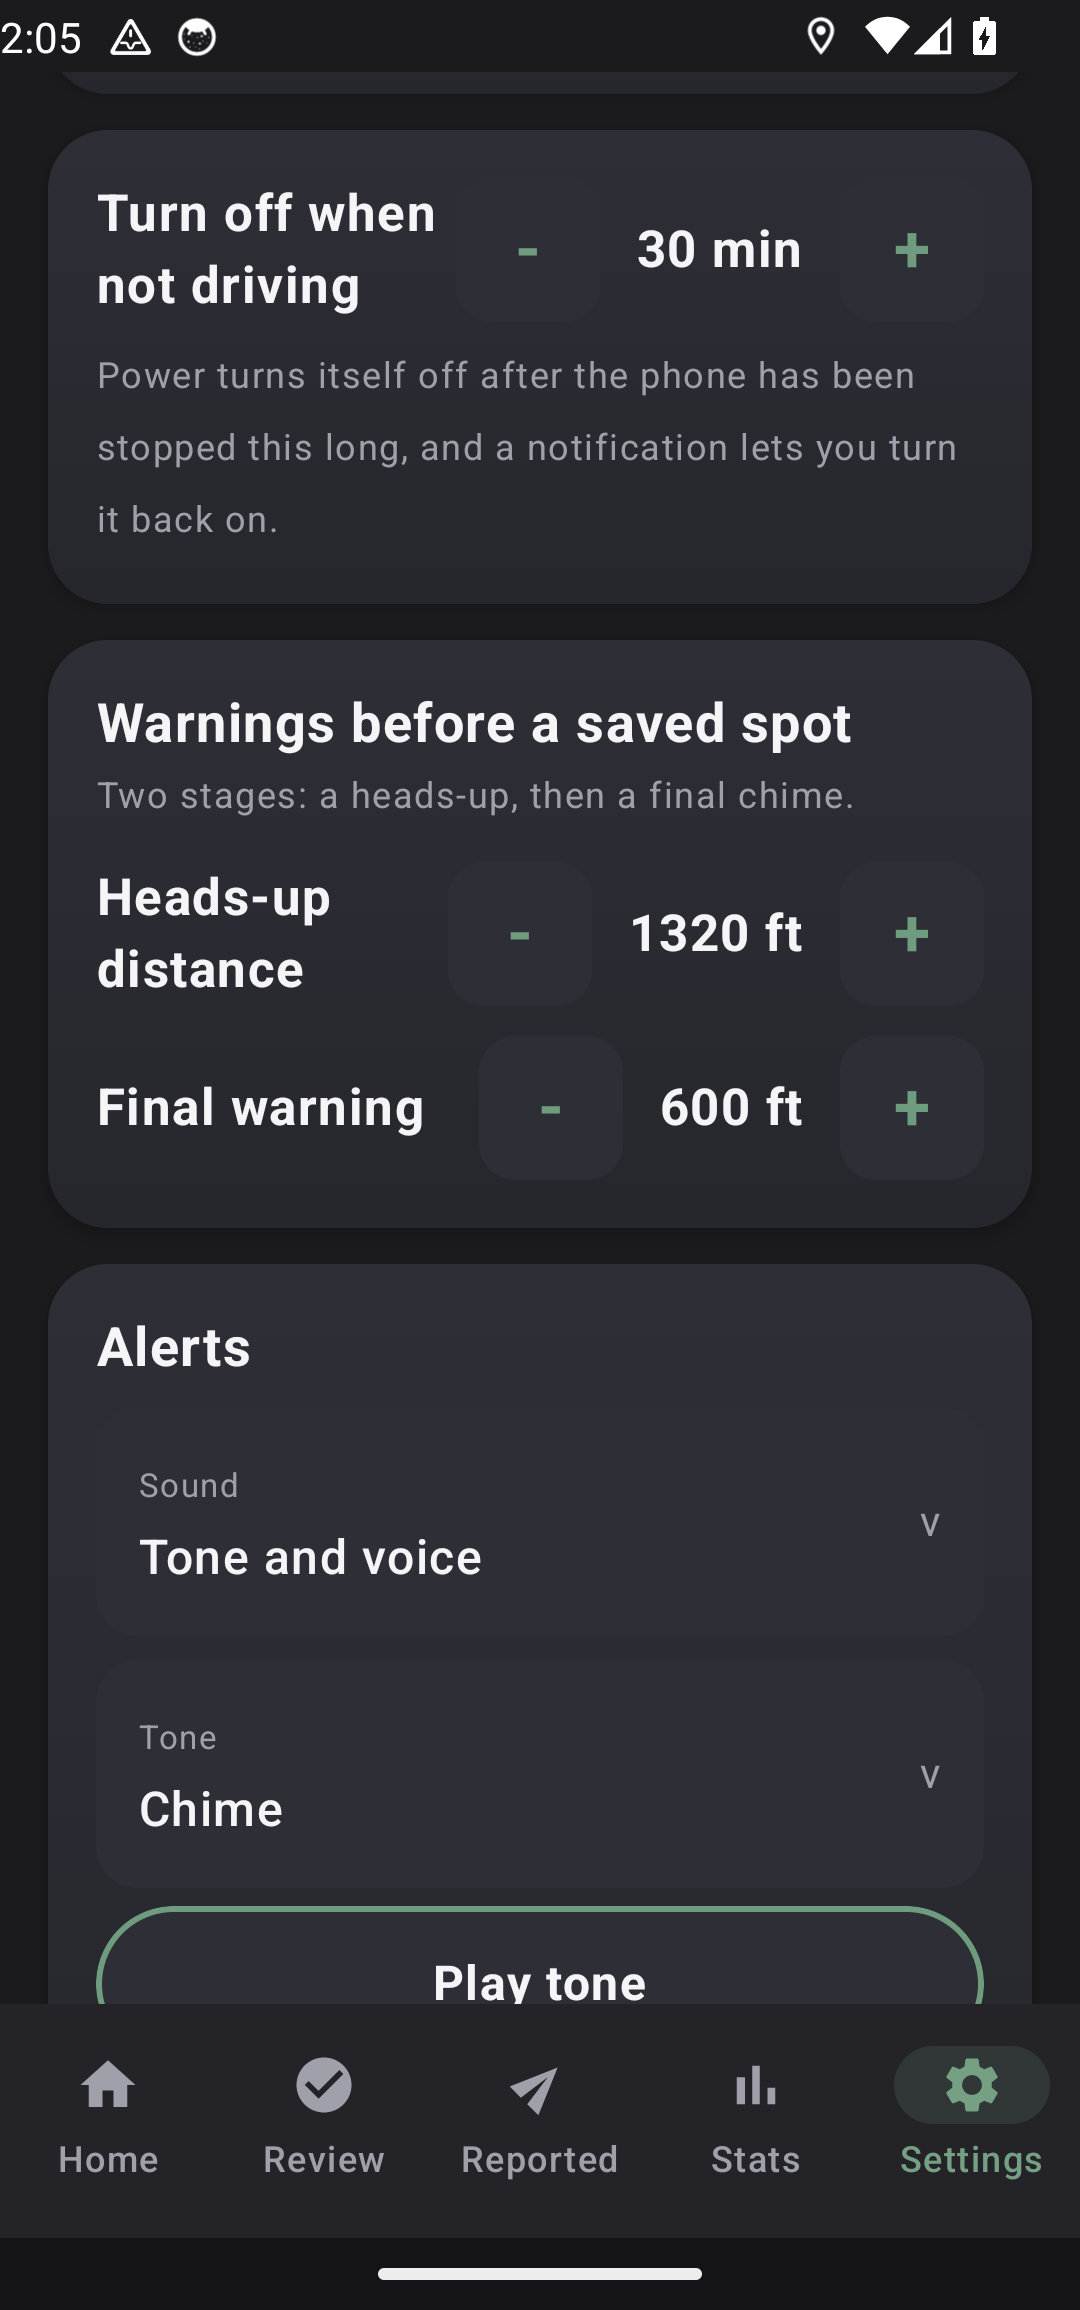 2:05
Turn off when
not driving
- 30 min +
Power turns itself off after the phone has been
stopped this long, and a notification lets you turn
it back on.
Warnings before a saved spot
Two stages: a heads-up, then a final chime.
Heads-up
distance
- 1320 ft +
Final warning - 600 ft +
Alerts
Sound
Tone and voice
v
Tone
Chime
v
Play tone
Home Review Reported Stats Settings